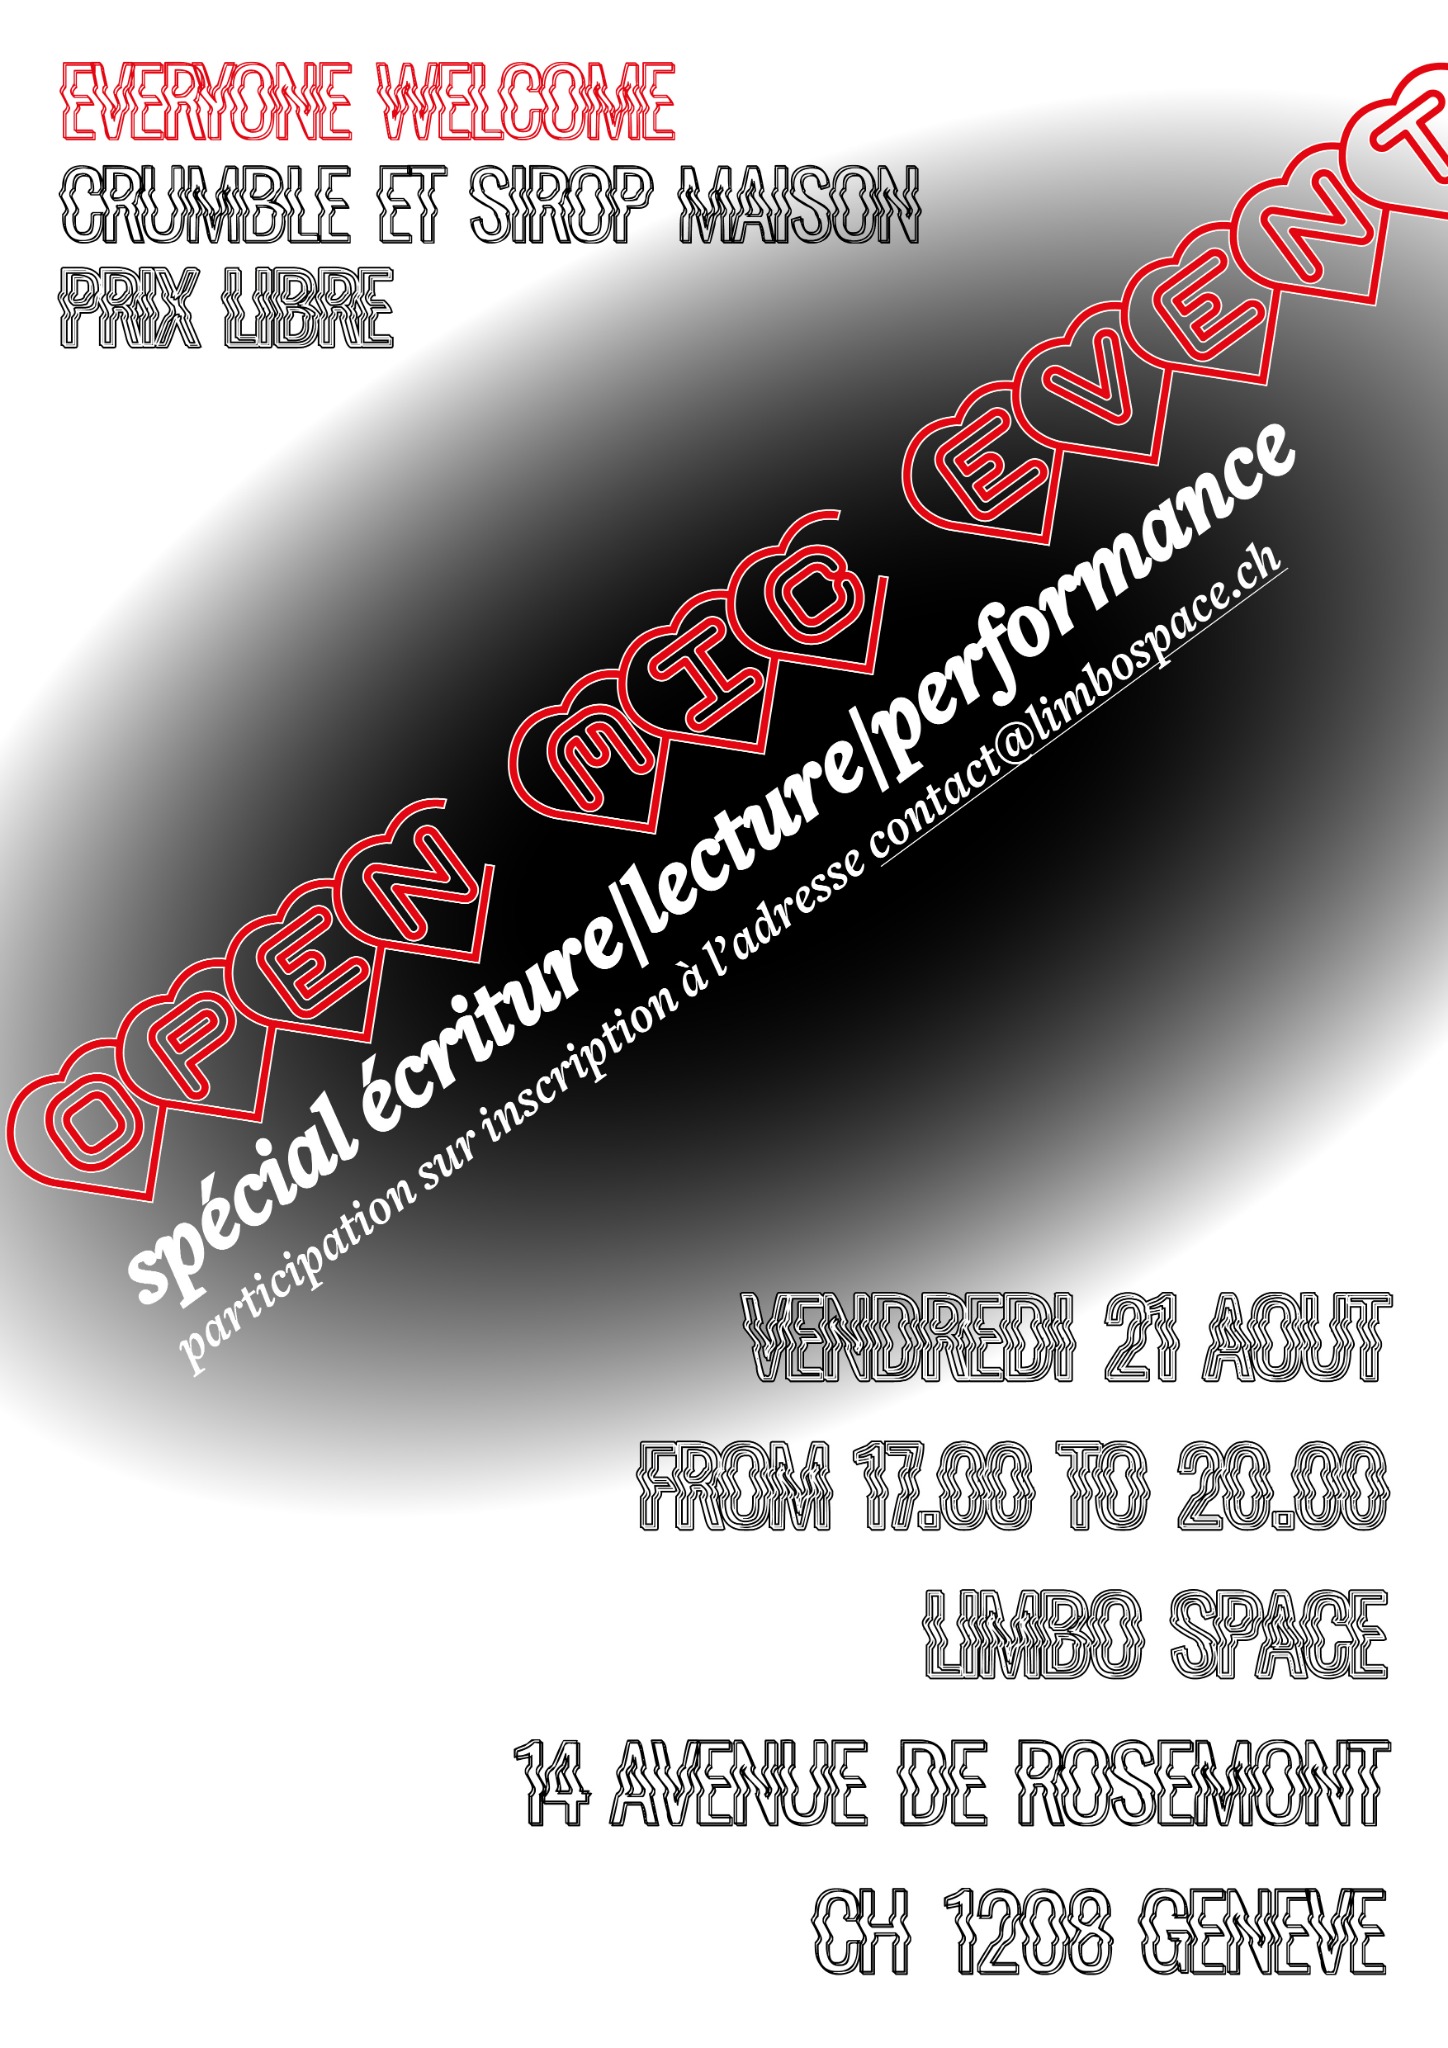 EVERYONE WELCOME
CRUMBLE ET SIROP MAISON
PRIX LIBRE
OPEN MIC EVENT
spécial écriture/lecture/performance
participation sur inscription à l'adresse contact@limbospace.ch
VENDREDI 21 AOUT
FROM 17.00 TO 20.00
LIMBO SPACE
14 AVENUE DE ROSEMONT
CH 1208 GENEVE